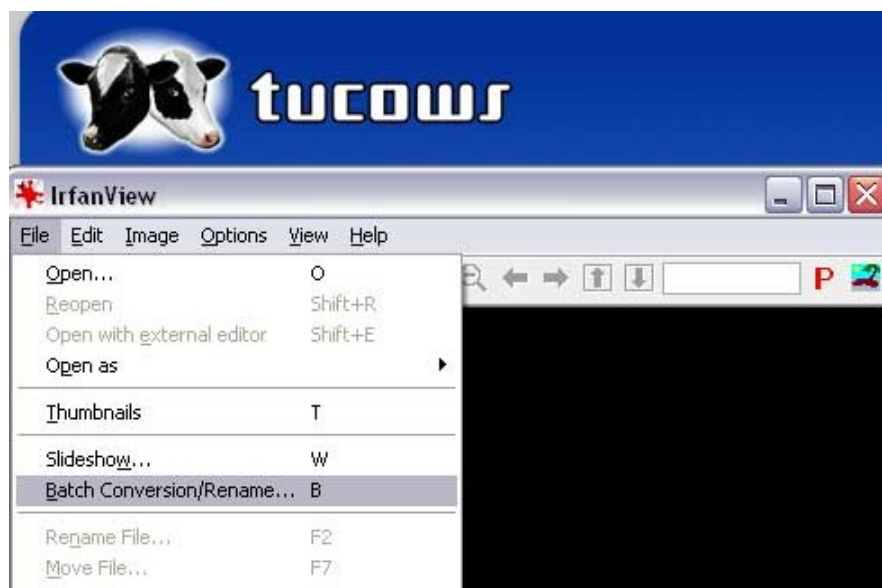 tucows
IrfanView
File Edit Image Options View Help
Open... O
Reopen Shift+R
Open with external editor Shift+E
Open as
Thumbnails T
Slideshow... W
Batch Conversion/Rename... B
Rename File... F2
Move File... F7
P